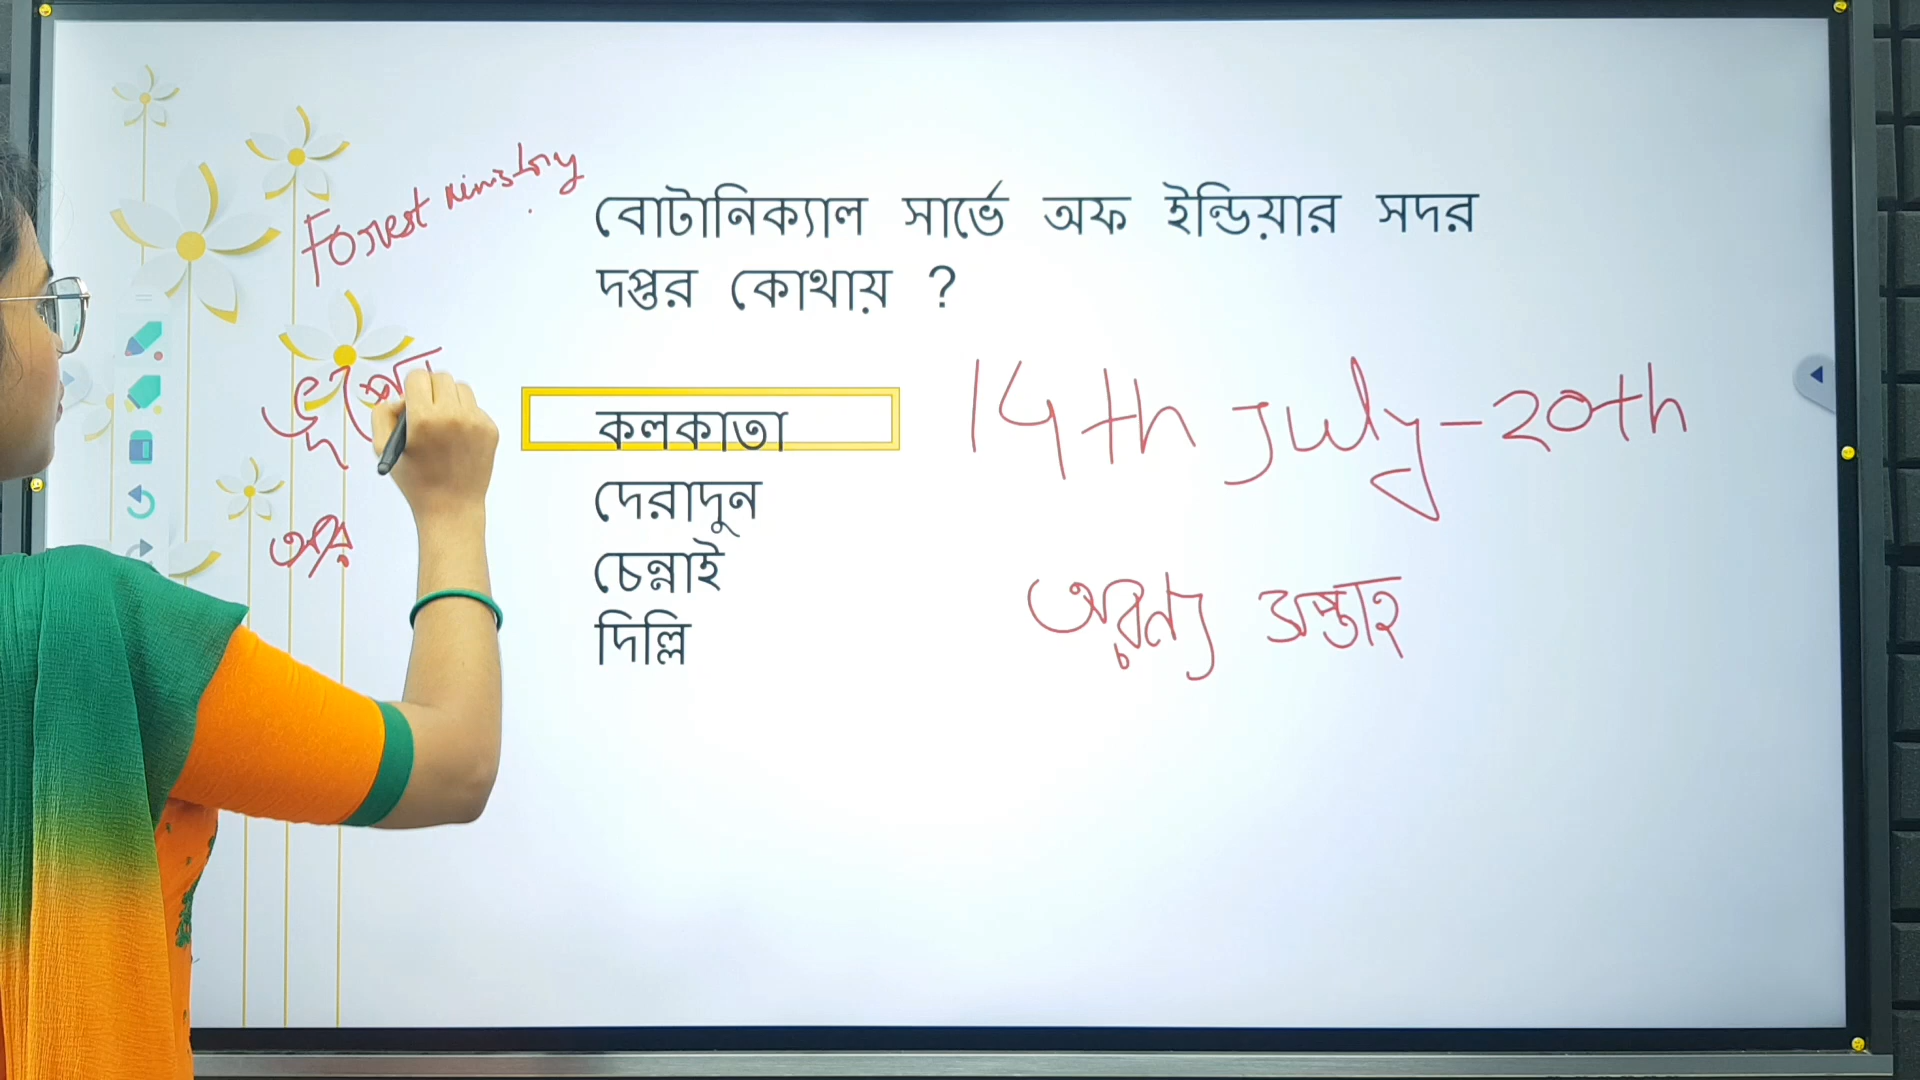 Forest ministry
বোটানিক্যাল সার্ভে অফ ইন্ডিয়ার সদর
দপ্তর কোথায় ?
কলকাতা
14th July-20th
দেরাদুন
চেন্নাই
অরণ্য সপ্তাহ
দিল্লি